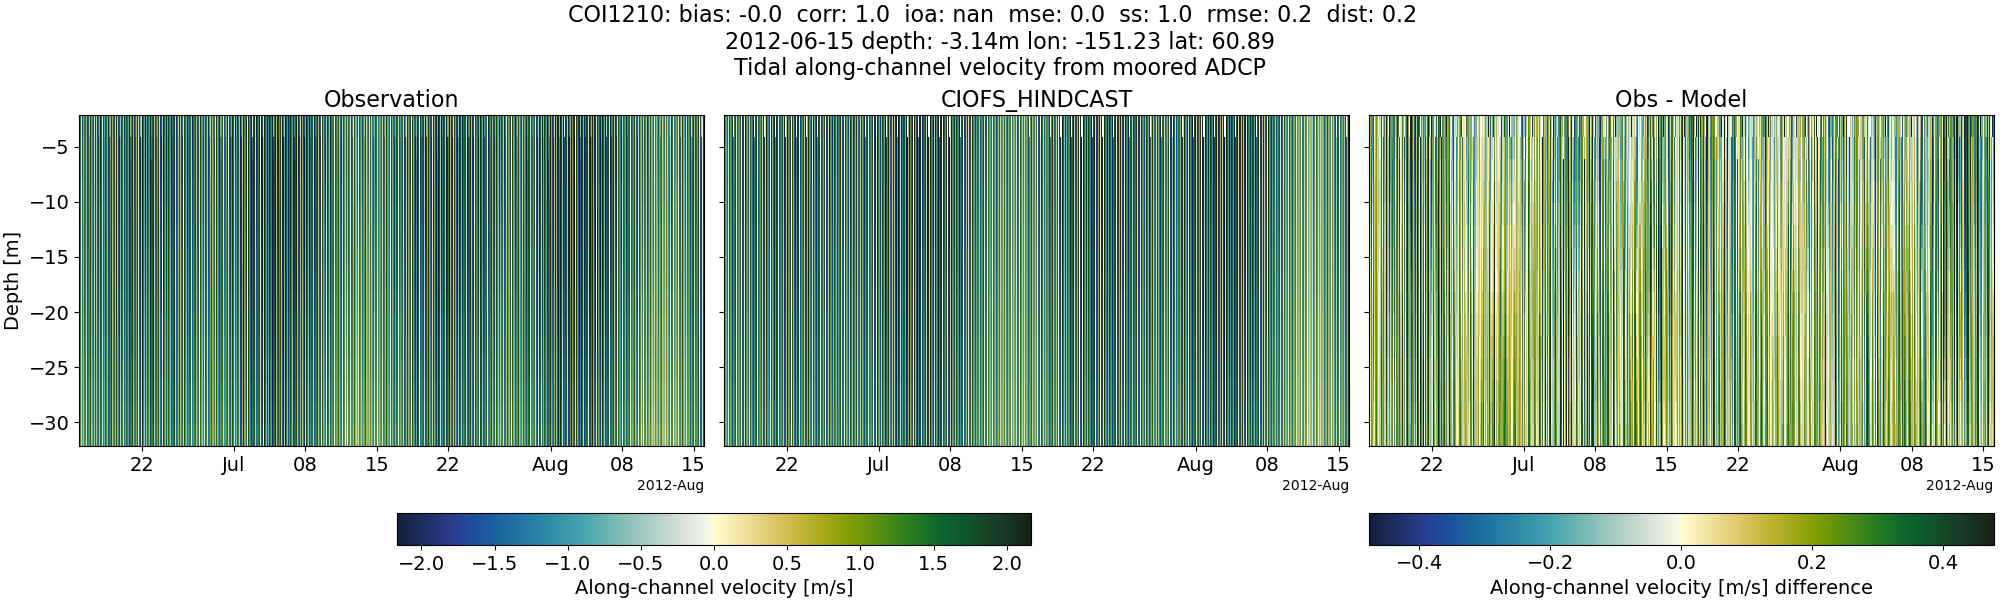 COI1210: bias: -0.0  corr: 1.0  ioa: nan  mse: 0.0  ss: 1.0  rmse: 0.2  dist: 0.2
2012-06-15 depth: -3.14m lon: -151.23 lat: 60.89
Tidal along-channel velocity from moored ADCP
Observation
CIOFS_HINDCAST
Obs - Model
Depth [m]
−5
−10
−15
−20
−25
−30
22 Jul 08 15 22 Aug 08 15
2012-Aug
22 Jul 08 15 22 Aug 08 15
2012-Aug
22 Jul 08 15 22 Aug 08 15
2012-Aug
−2.0 −1.5 −1.0 −0.5 0.0 0.5 1.0 1.5 2.0
Along-channel velocity [m/s]
−0.4 −0.2 0.0 0.2 0.4
Along-channel velocity [m/s] difference